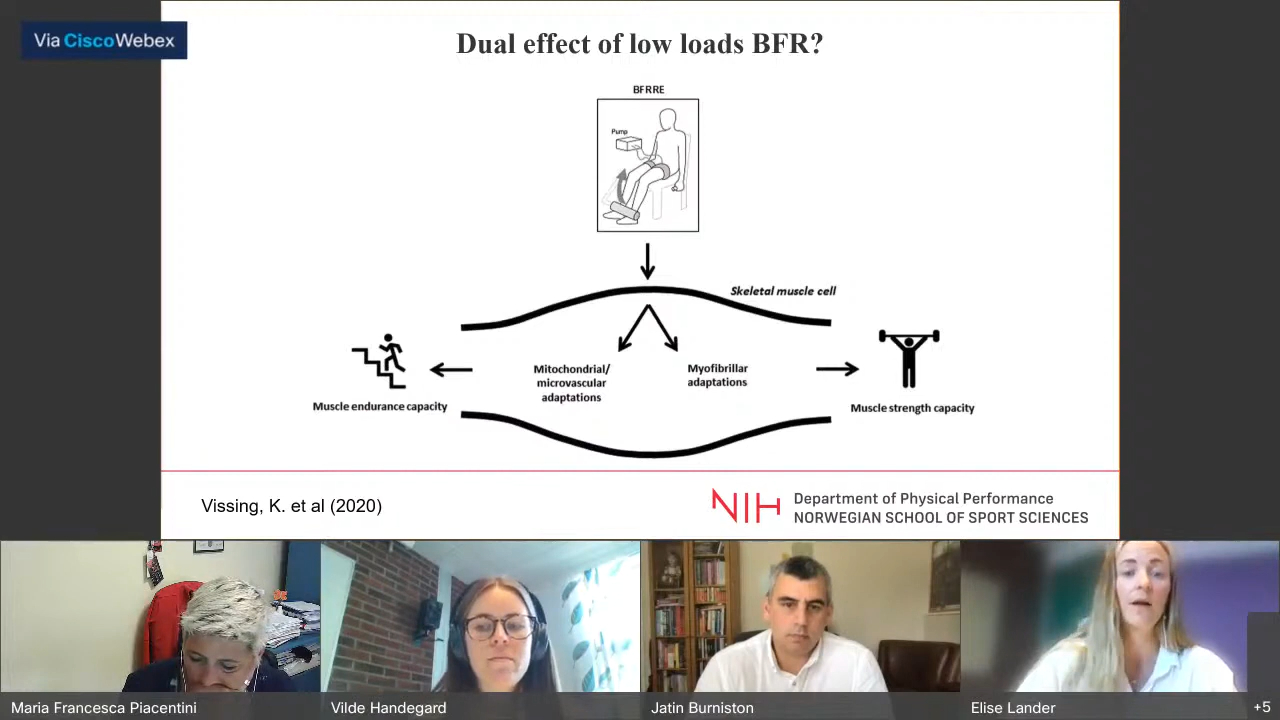 Via Cisco Webex
Dual effect of low loads BFR?
BFRRE
Pump
Skeletal muscle cell
Mitochondrial/
microvascular
adaptations
Myofibrillar
adaptations
Muscle endurance capacity
Muscle strength capacity
Vissing, K. et al (2020)
NIH
Department of Physical Performance
NORWEGIAN SCHOOL OF SPORT SCIENCES
Maria Francesca Piacentini
Vilde Handegard
Jatin Burniston
Elise Lander
+5